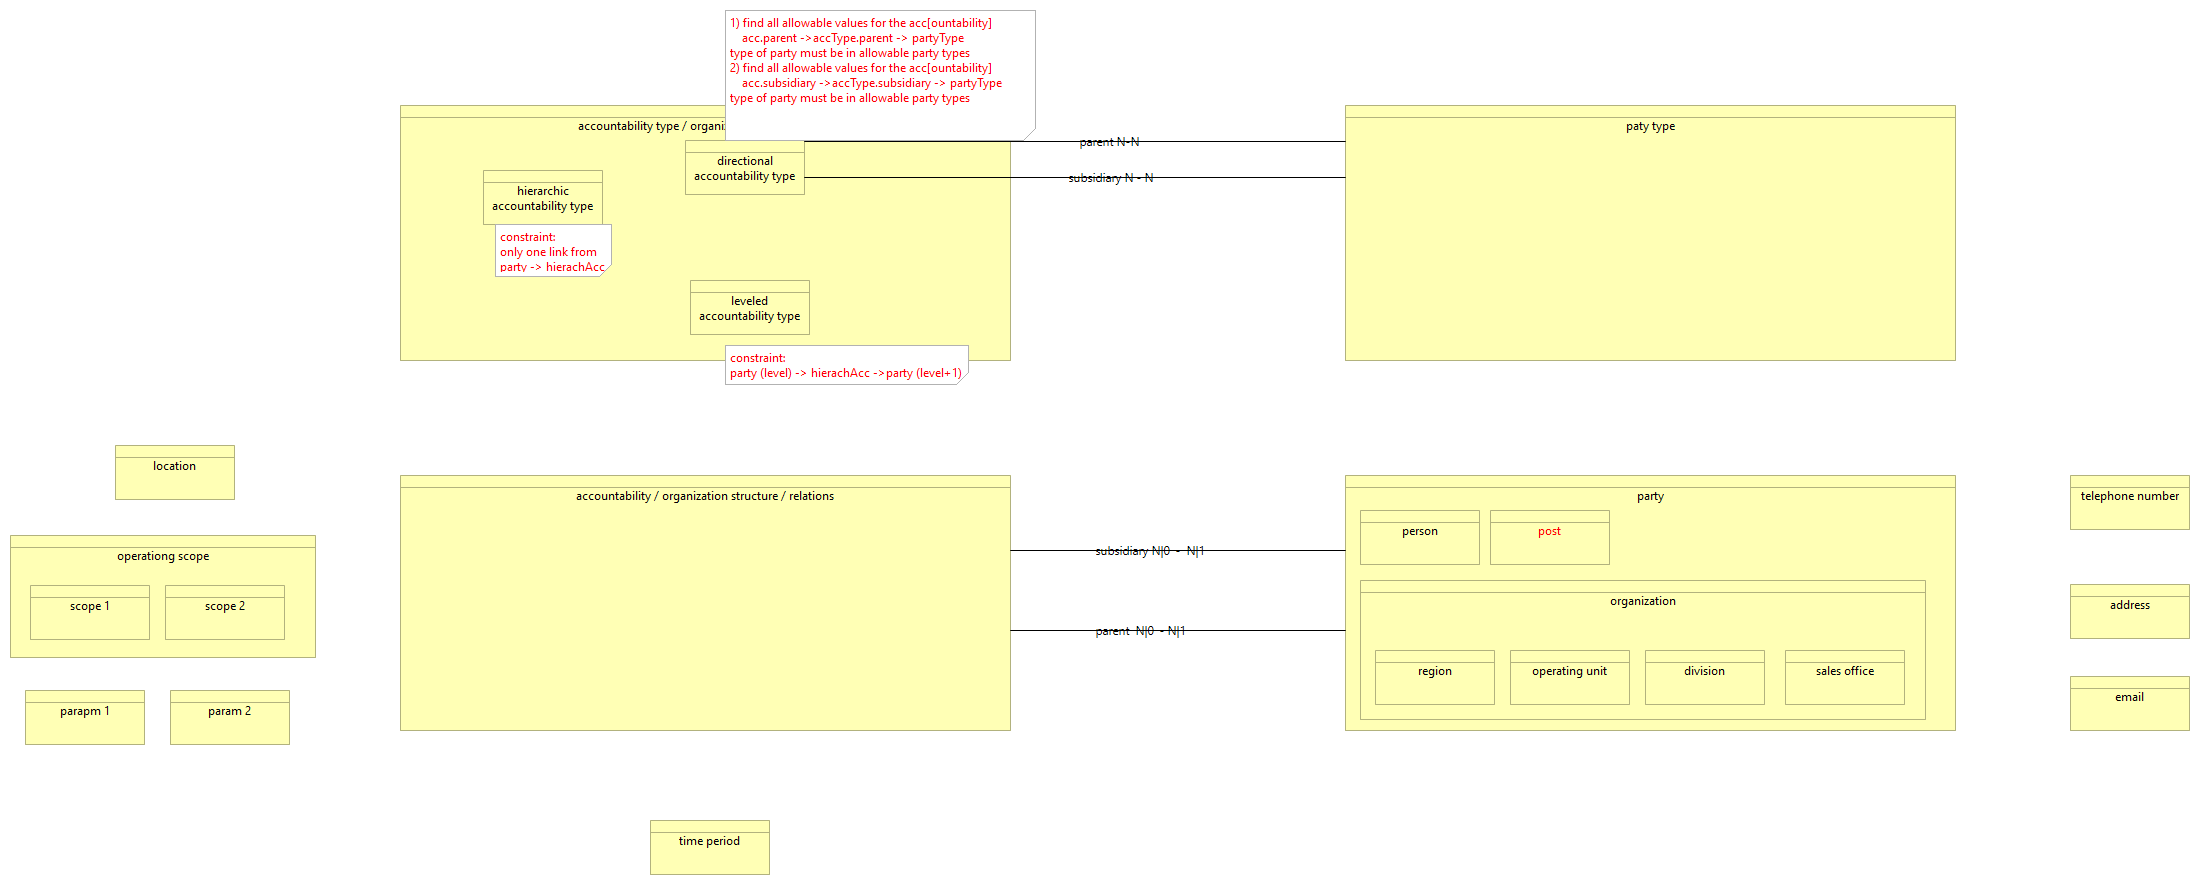 1) find all allowable values for the acc[ountability]
acc.parent ->accType.parent -> partyType
type of party must be in allowable party types
2) find all allowable values for the acc[ountability]
acc.subsidiary ->accType.subsidiary -> partyType
type of party must be in allowable party types
accountability type / organi
directional
accountability type
hierarchic
accountability type
constraint:
only one link from
party -> hierachAcc
leveled
accountability type
constraint:
party (level) -> hierachAcc ->party (level+1)
parent N-N
subsidiary N - N
paty type
location
operationg scope
scope 1
scope 2
parapm 1
param 2
accountability / organization structure / relations
subsidiary N|0 - N|1
parent N|0 - N|1
party
person
post
organization
region
operating unit
division
sales office
telephone number
address
email
time period